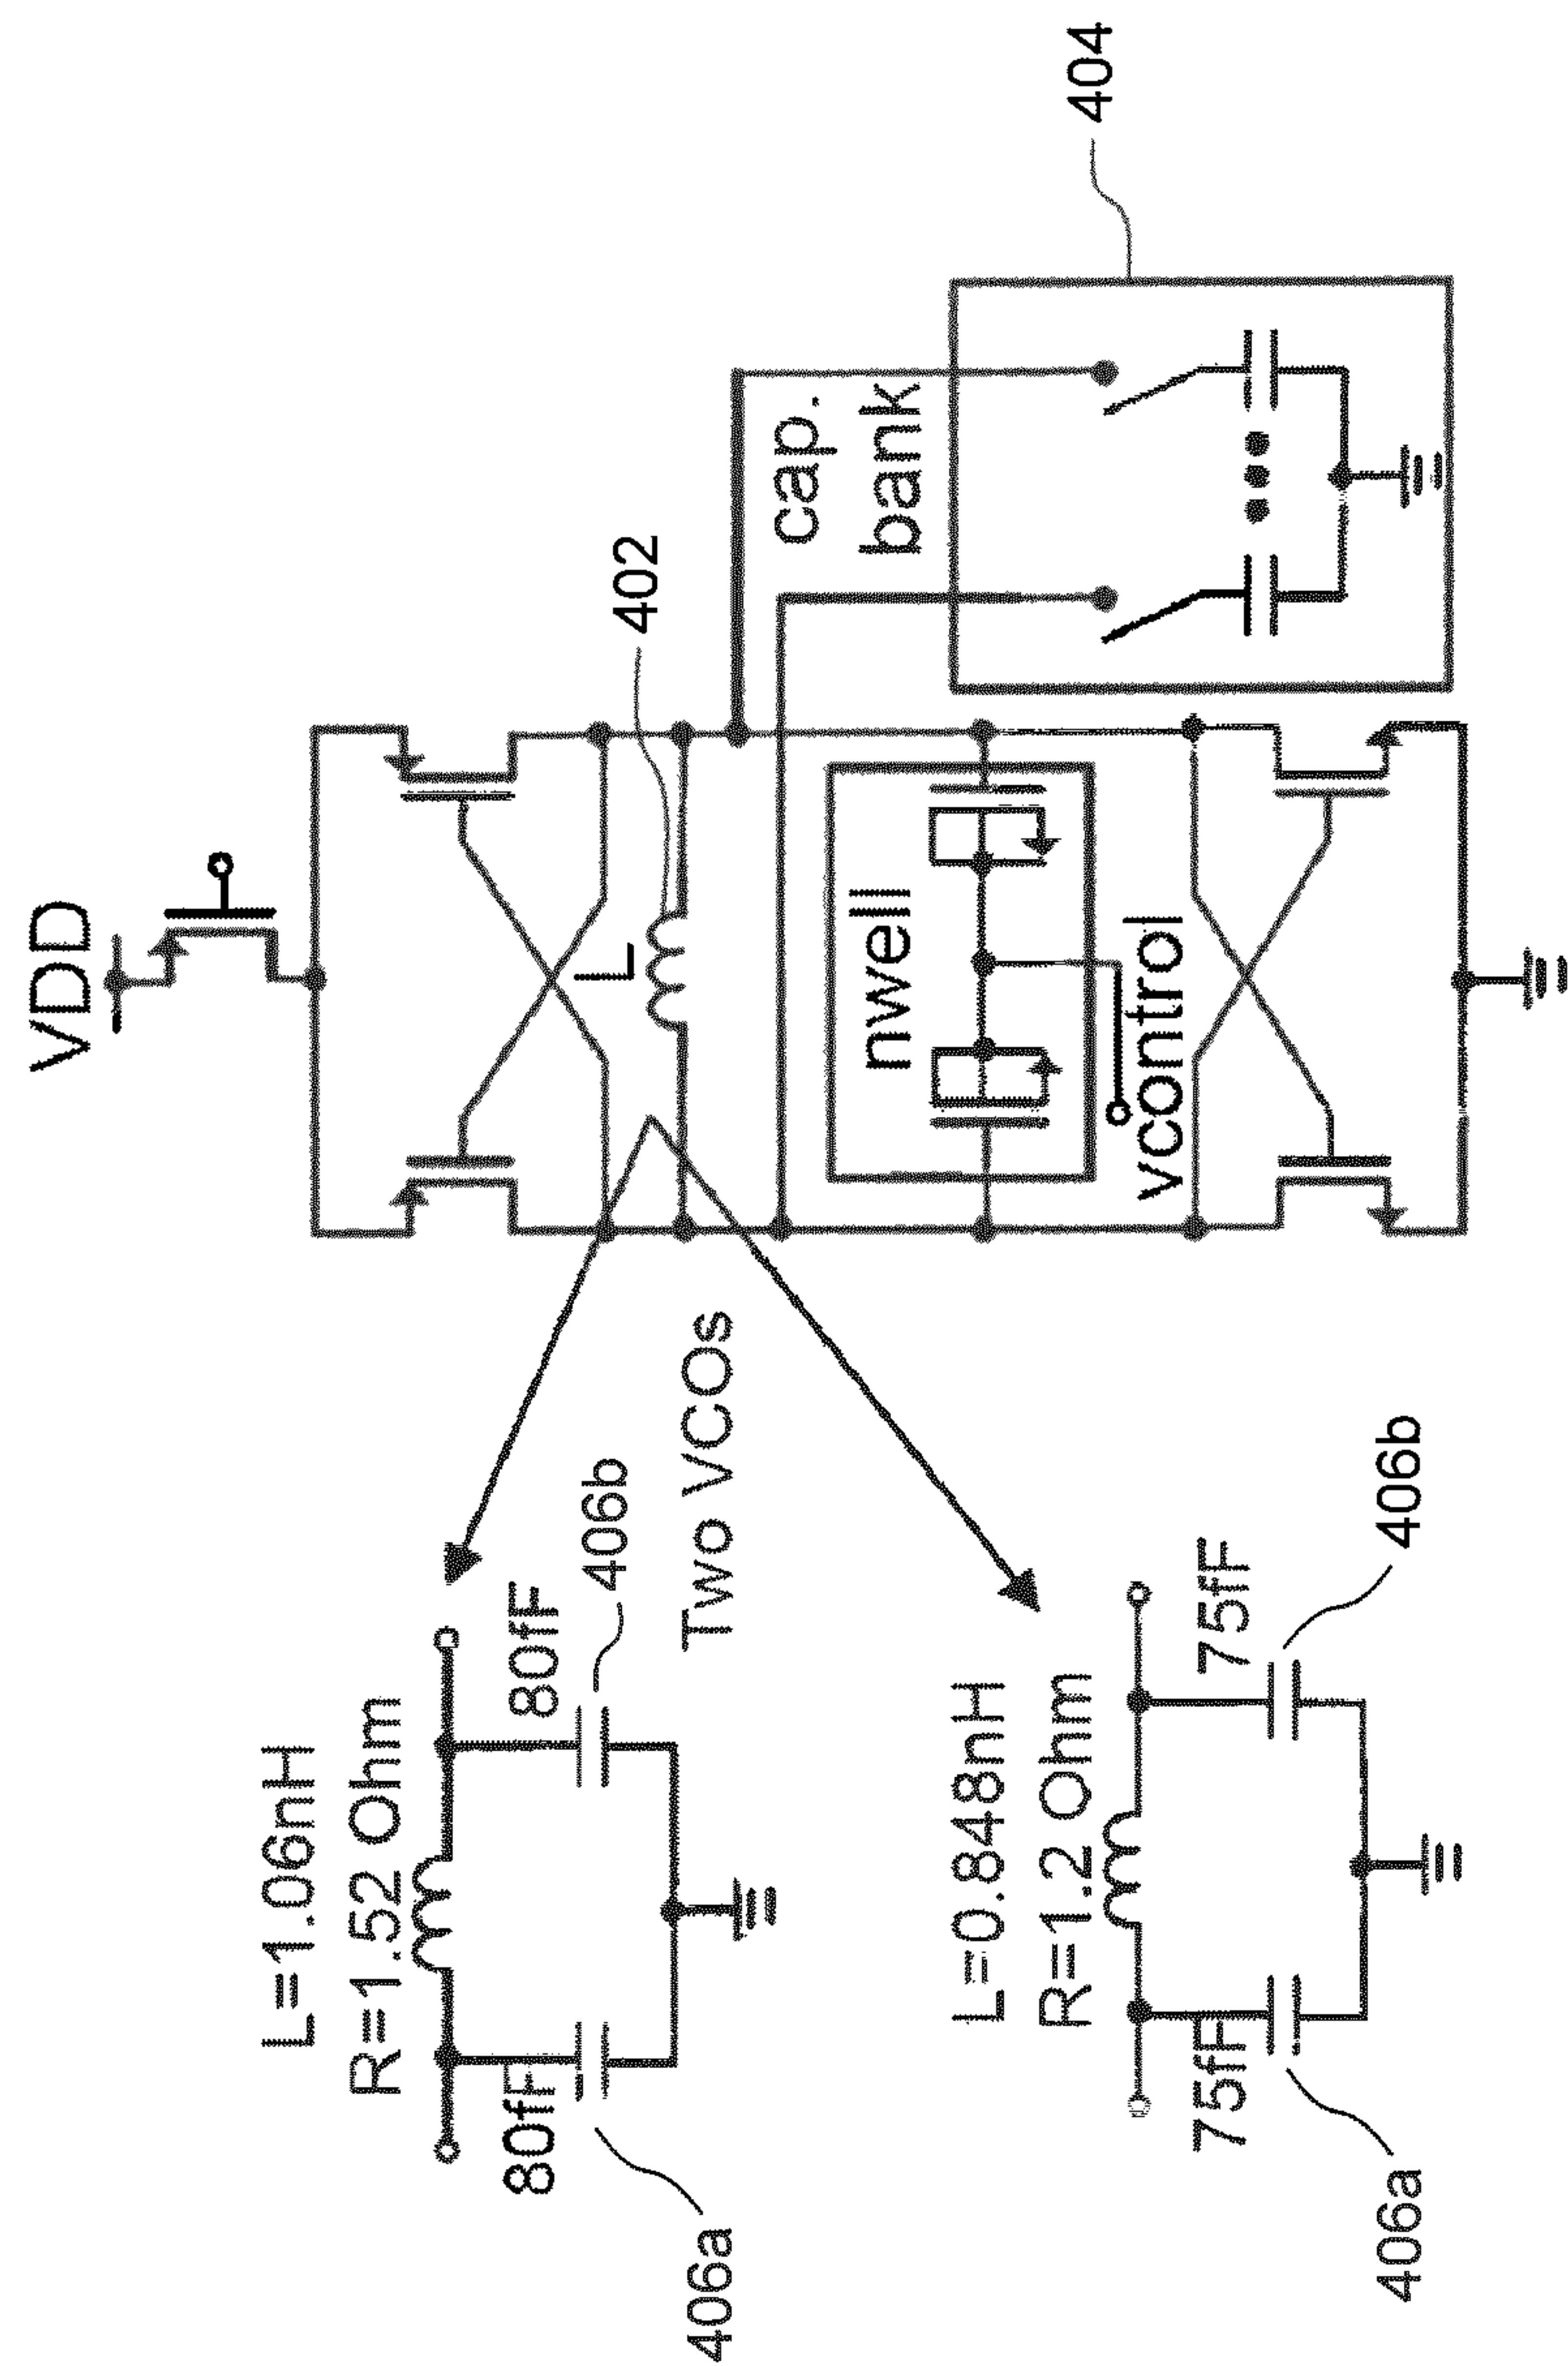 VDD
L
402
404
cap.
bank
nwell
vcontrol
Two VCOs
L=1.06nH
R=1.52 Ohm
80fF
80fF
406a
406b
L=0.848nH
R=1.2 Ohm
75fF
75fF
406a
406b